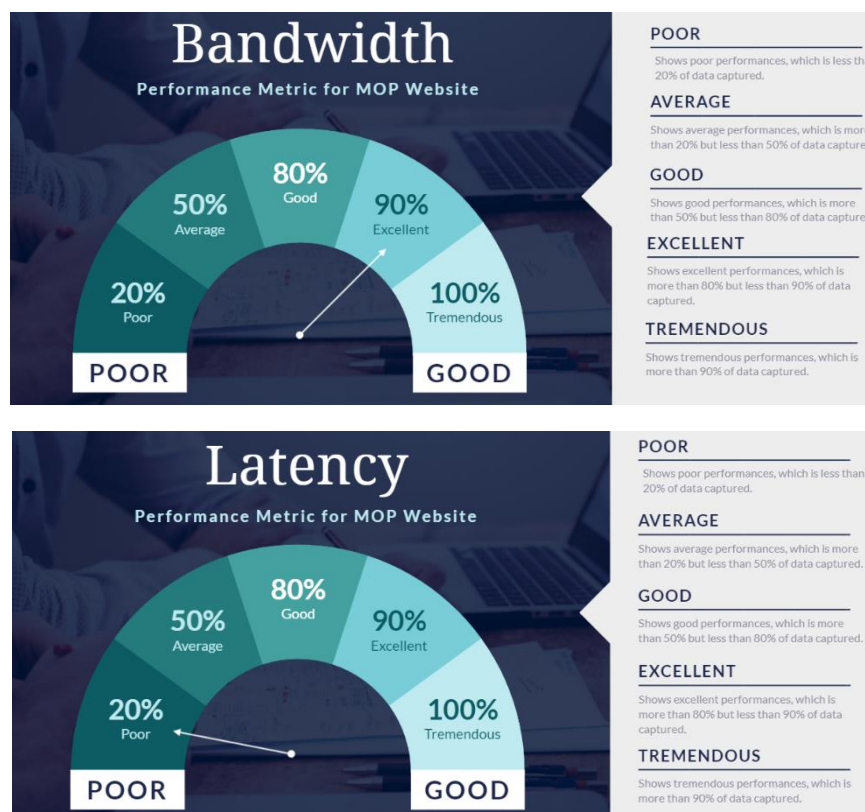 Bandwidth
Performance Metric for MOP Website
20%
Poor
50%
Average
80%
Good
90%
Excellent
100%
Tremendous
POOR
GOOD
POOR
Shows poor performances, which is less th
20% of data captured.
AVERAGE
Shows average performances, which is mor
than 20% but less than 50% of data capture
GOOD
Shows good performances, which is more
than 50% but less than 80% of data capture
EXCELLENT
Shows excellent performances, which is
more than 80% but less than 90% of data
captured.
TREMENDOUS
Shows tremendous performances, which is
more than 90% of data captured.
Latency
Performance Metric for MOP Website
20%
Poor
50%
Average
80%
Good
90%
Excellent
100%
Tremendous
POOR
GOOD
POOR
Shows poor performances, which is less than
20% of data captured.
AVERAGE
Shows average performances, which is more
than 20% but less than 50% of data captured.
GOOD
Shows good performances, which is more
than 50% but less than 80% of data captured.
EXCELLENT
Shows excellent performances, which is
more than 80% but less than 90% of data
captured.
TREMENDOUS
Shows tremendous performances, which is
more than 90% of data captured.